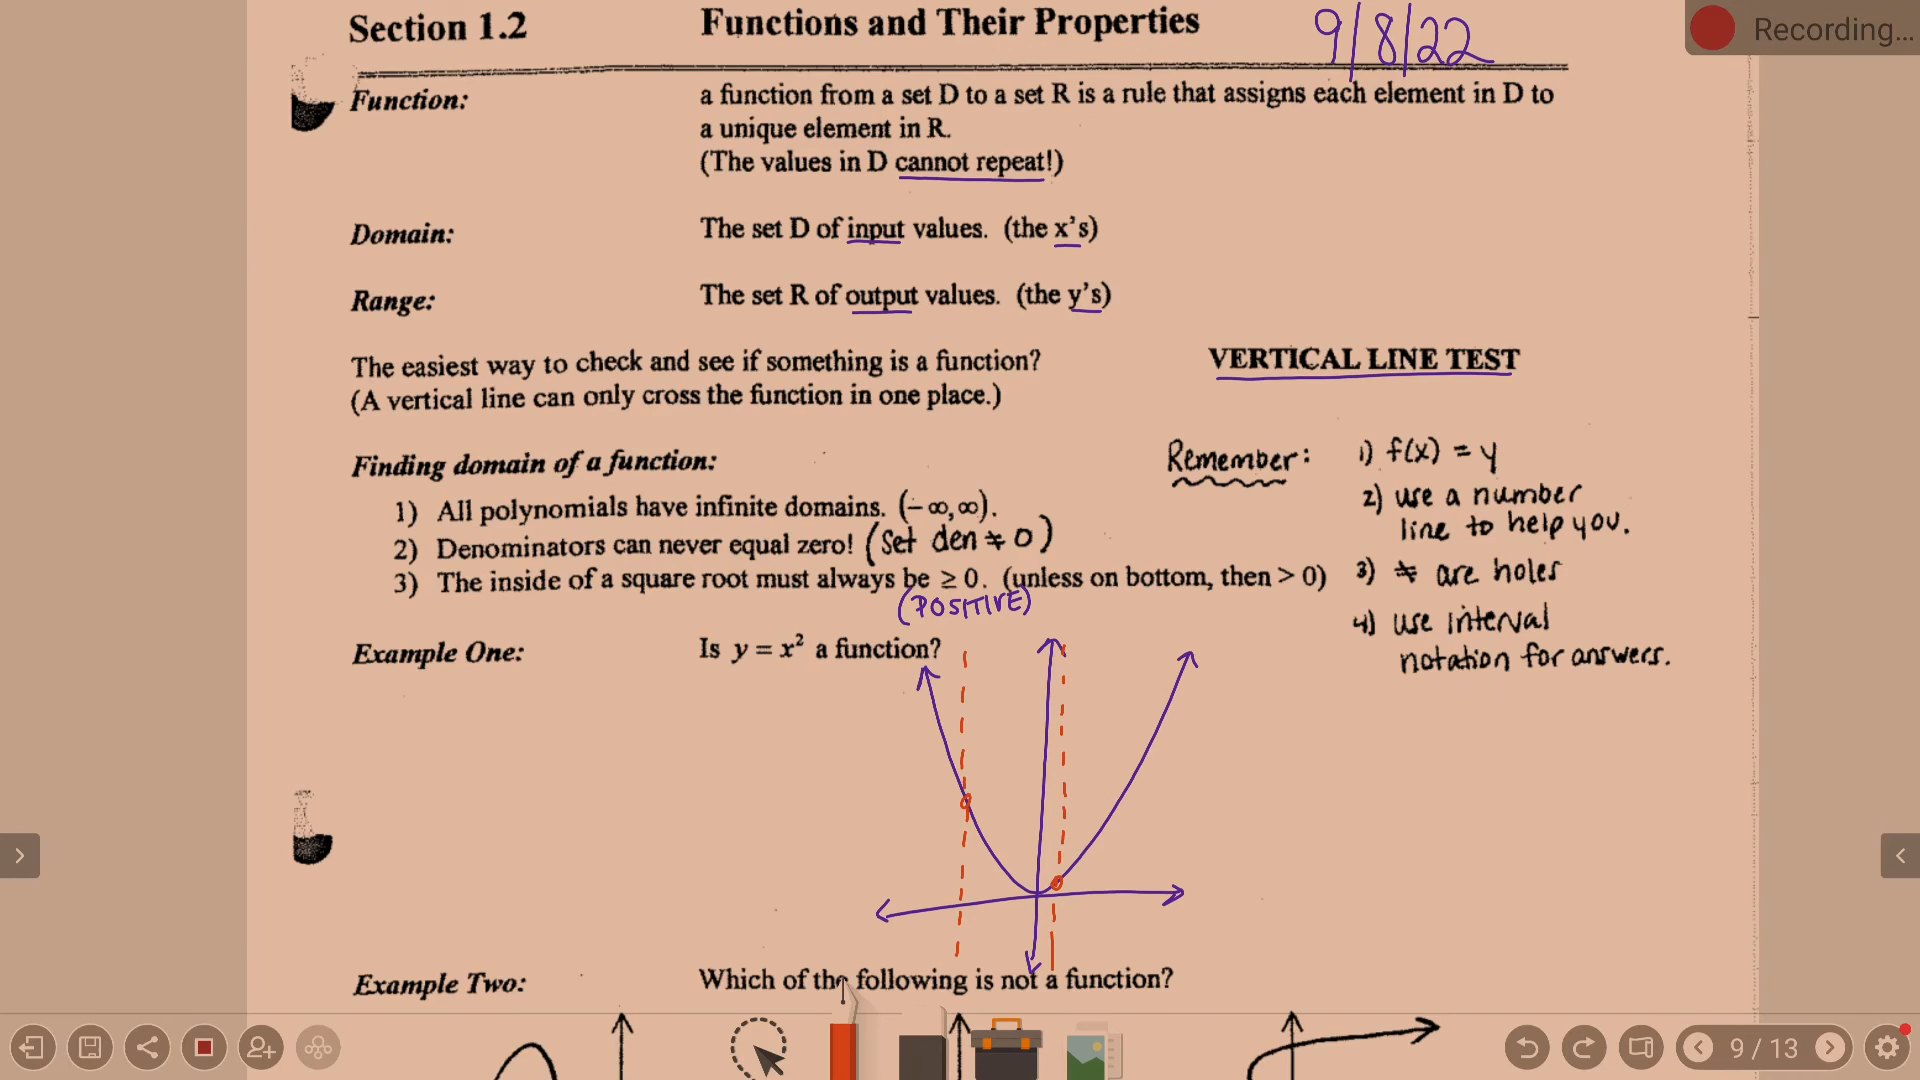 Section 1.2 Functions and Their Properties 9/8/22
Recording...
Function: a function from a set D to a set R is a rule that assigns each element in D to
a unique element in R.
(The values in D cannot repeat!)
Domain: The set D of input values. (the x's)
Range: The set R of output values. (the y's)
The easiest way to check and see if something is a function? VERTICAL LINE TEST
(A vertical line can only cross the function in one place.)
Finding domain of a function:
1) All polynomials have infinite domains. (-∞,∞).
2) Denominators can never equal zero! (Set den ≠ 0)
3) The inside of a square root must always be ≥ 0. (unless on bottom, then > 0)
(POSITIVE)
Remember: 1) f(x) = y
2) use a number
line to help you.
3) ≠ are holes
4) use interval
notation for answers.
Example One: Is y = x² a function?
Example Two: Which of the following is not a function?
9 / 13